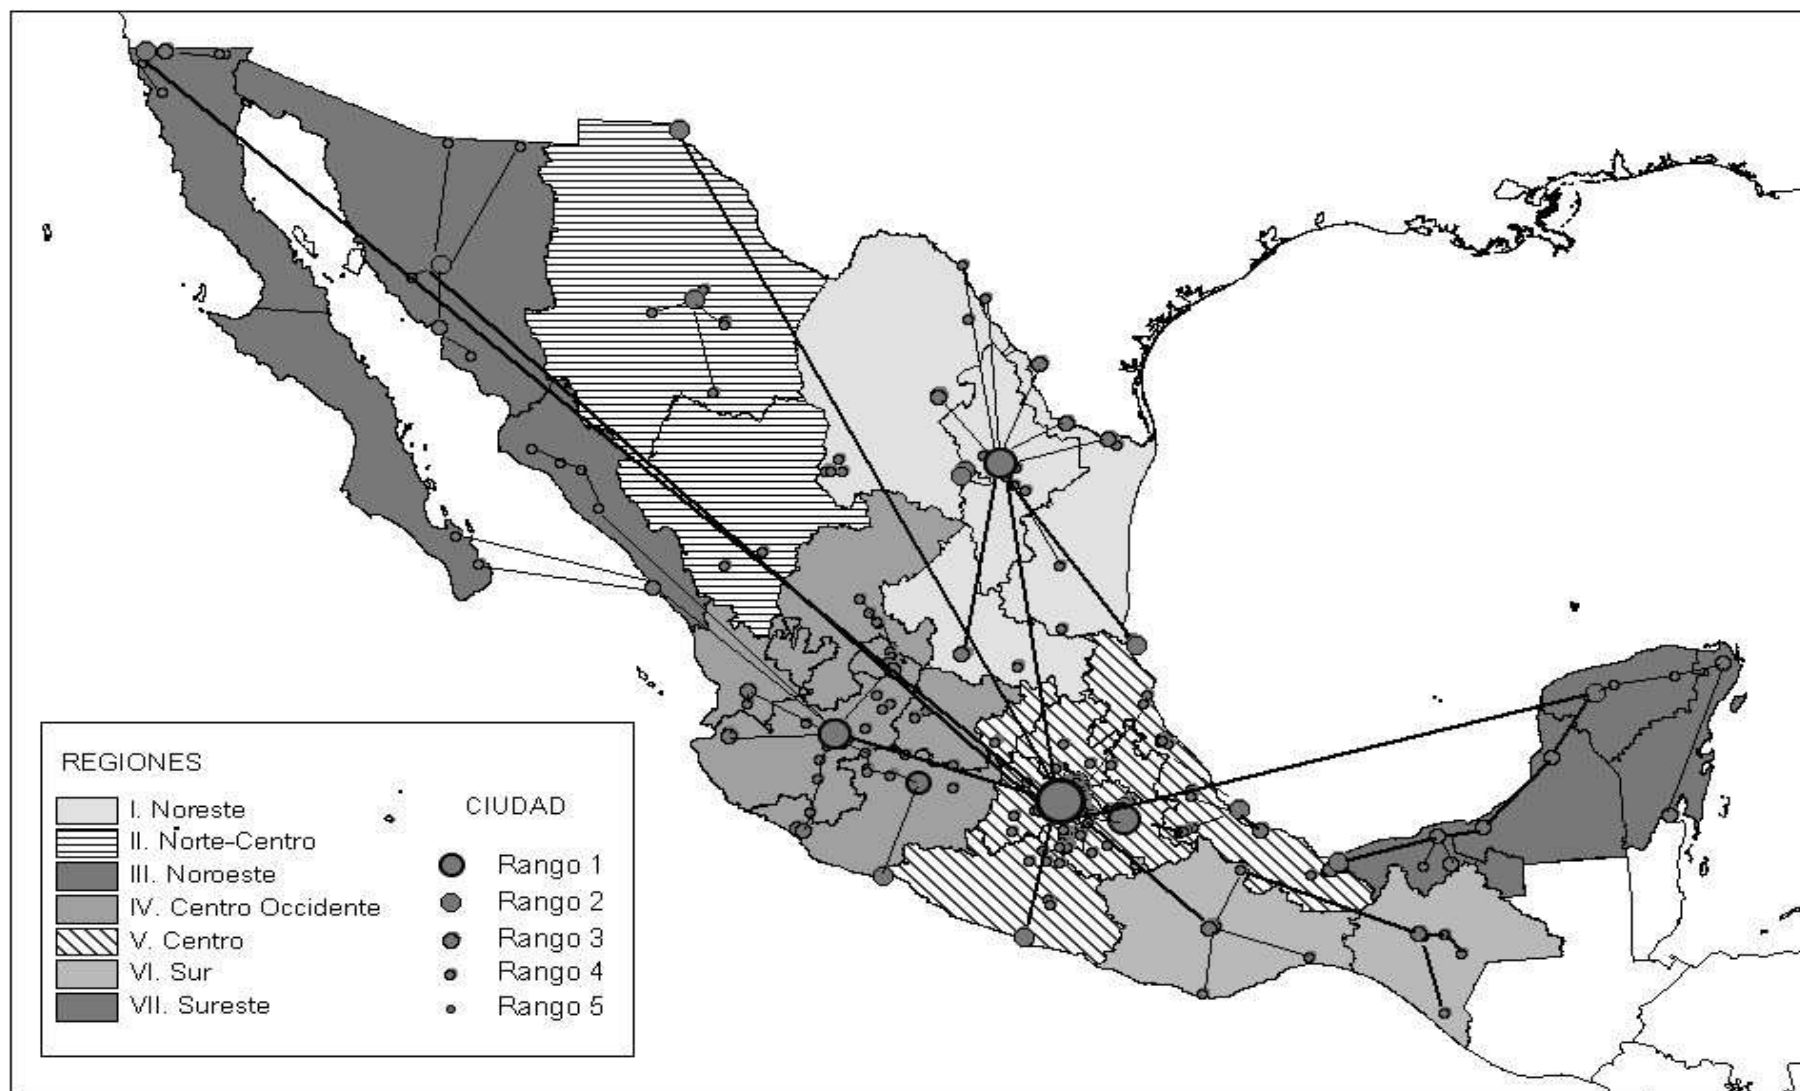 REGIONES
I. Noreste
II. Norte-Centro
III. Noroeste
IV. Centro Occidente
V. Centro
VI. Sur
VII. Sureste
CIUDAD
Rango 1
Rango 2
Rango 3
Rango 4
Rango 5